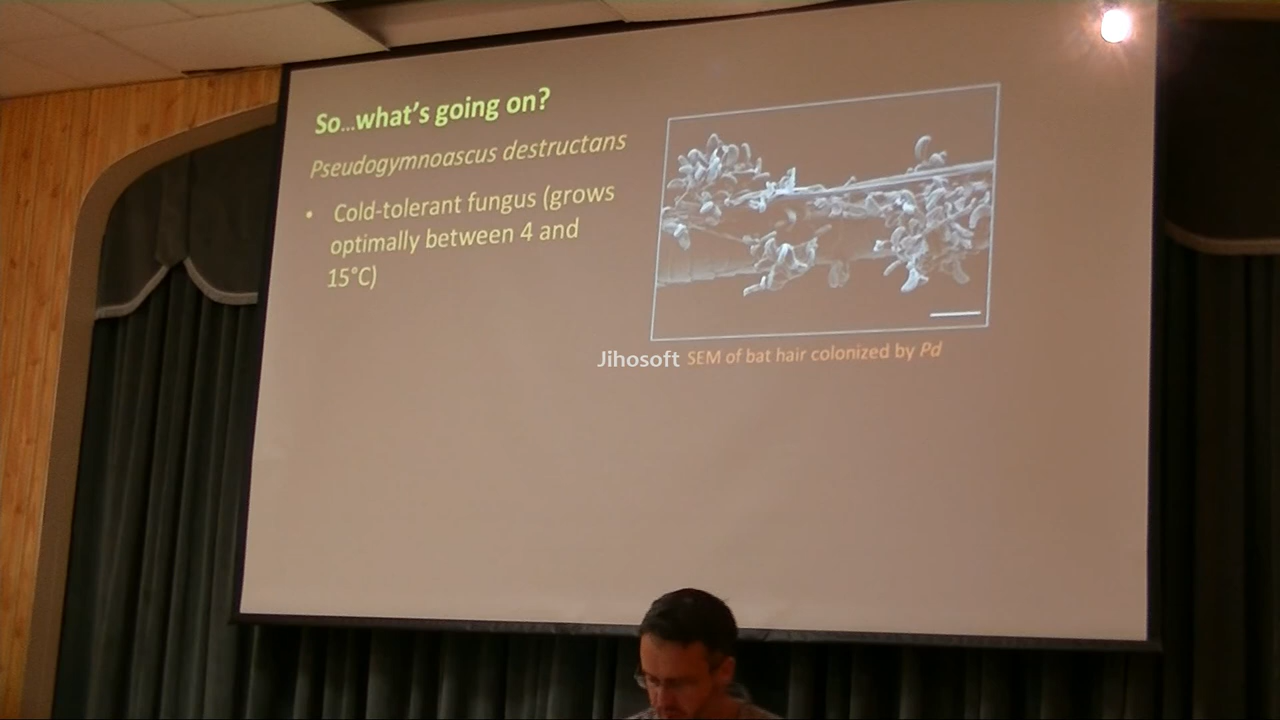 So...what's going on?
Pseudogymnoascus destructans
• Cold-tolerant fungus (grows
optimally between 4 and
15°C)
Jihosoft
SEM of bat hair colonized by Pd